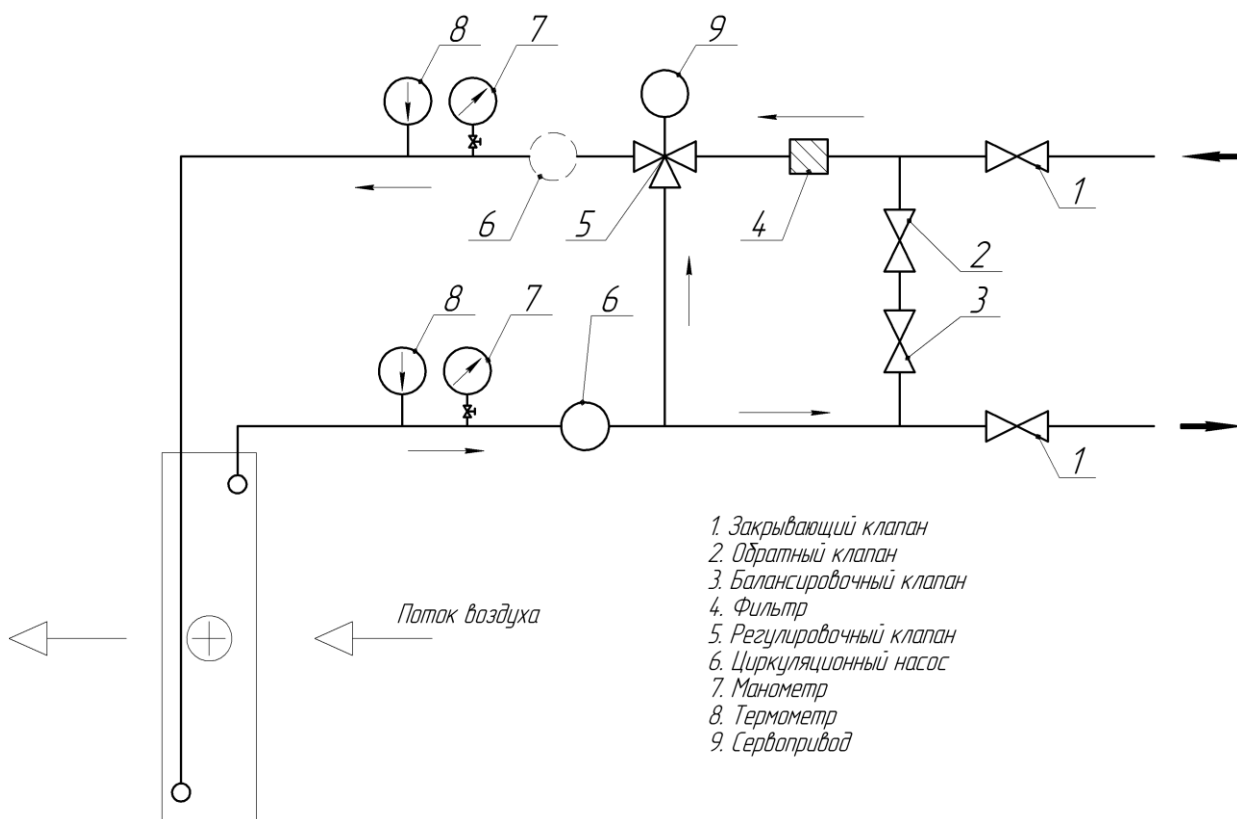 8 7 9
6 5 4 1
2
8 7 6 3
1
1. Закрывающий клапан
2. Обратный клапан
3. Балансировочный клапан
4. Фильтр
Поток воздуха
5. Регулировочный клапан
6. Циркуляционный насос
7. Манометр
8. Термометр
9. Сервопривод